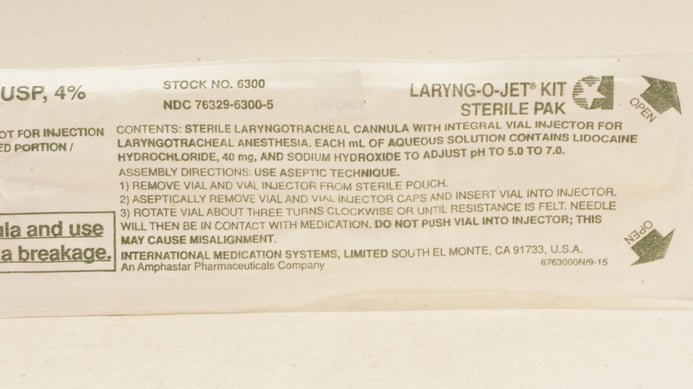 USP, 4%
OT FOR INJECTION
ED PORTION /
ula and use
a breakage.
STOCK NO. 6300
NDC 76329-6300-5
LARYNG-O-JET® KIT
STERILE PAK
OPEN
CONTENTS: STERILE LARYNGOTRACHEAL CANNULA WITH INTEGRAL VIAL INJECTOR FOR
LARYNGOTRACHEAL ANESTHESIA. EACH mL OF AQUEOUS SOLUTION CONTAINS LIDOCAINE
HYDROCHLORIDE, 40 mg, AND SODIUM HYDROXIDE TO ADJUST pH TO 5.0 TO 7.0.
ASSEMBLY DIRECTIONS: USE ASEPTIC TECHNIQUE.
1) REMOVE VIAL AND VIAL INJECTOR FROM STERILE POUCH.
2) ASEPTICALLY REMOVE VIAL AND VIAL INJECTOR CAPS AND INSERT VIAL INTO INJECTOR.
3) ROTATE VIAL ABOUT THREE TURNS CLOCKWISE OR UNTIL RESISTANCE IS FELT. NEEDLE
WILL THEN BE IN CONTACT WITH MEDICATION. DO NOT PUSH VIAL INTO INJECTOR; THIS
MAY CAUSE MISALIGNMENT.
INTERNATIONAL MEDICATION SYSTEMS, LIMITED SOUTH EL MONTE, CA 91733, U.S.A.
An Amphastar Pharmaceuticals Company
8763000N/9-15
OPEN